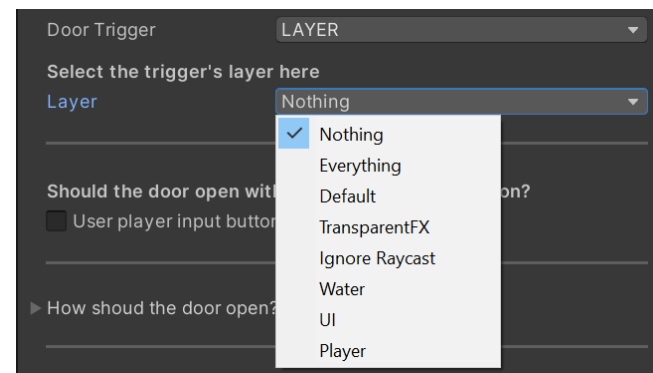 Door Trigger LAYER
Select the trigger's layer here
Layer Nothing
Nothing
Everything
Default
Should the door open with on?
TransparentFX
User player input button
Ignore Raycast
Water
How shoud the door open?
UI
Player